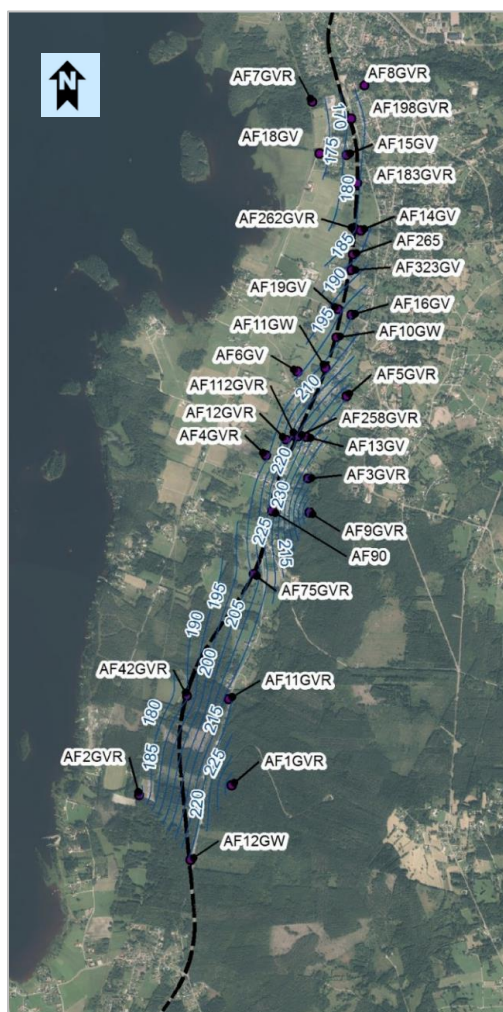 N
AF7GVR
AF8GVR
170
AF198GVR
AF18GV
175
AF15GV
180
AF183GVR
AF262GVR
AF14GV
185
AF265
190
AF323GV
AF19GV
195
AF16GV
AF11GW
AF10GW
AF6GV
210
AF5GVR
AF112GVR
AF12GVR
AF258GVR
AF4GVR
220
AF13GV
AF3GVR
230
AF9GVR
225
215
AF90
AF75GVR
195
190
205
200
AF42GVR
AF11GVR
180
215
AF2GVR
185
225
AF1GVR
220
AF12GW